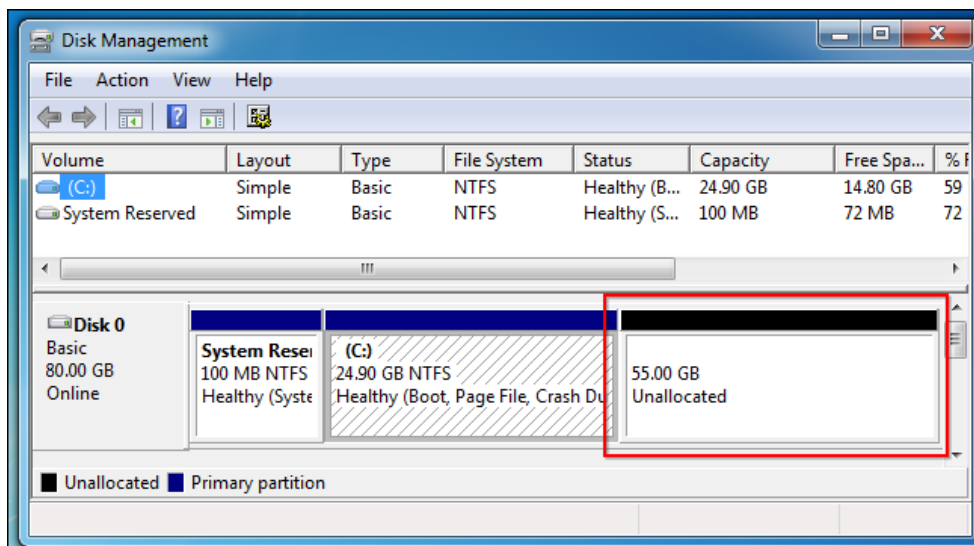 Disk Management
File Action View Help
Volume Layout Type File System Status Capacity Free Spa... % F
(C:) Simple Basic NTFS Healthy (B... 24.90 GB 14.80 GB 59
System Reserved Simple Basic NTFS Healthy (S... 100 MB 72 MB 72
Disk 0
Basic
80.00 GB
Online
System Reser
100 MB NTFS
Healthy (Syste
(C:)
24.90 GB NTFS
Healthy (Boot, Page File, Crash Du
55.00 GB
Unallocated
Unallocated Primary partition